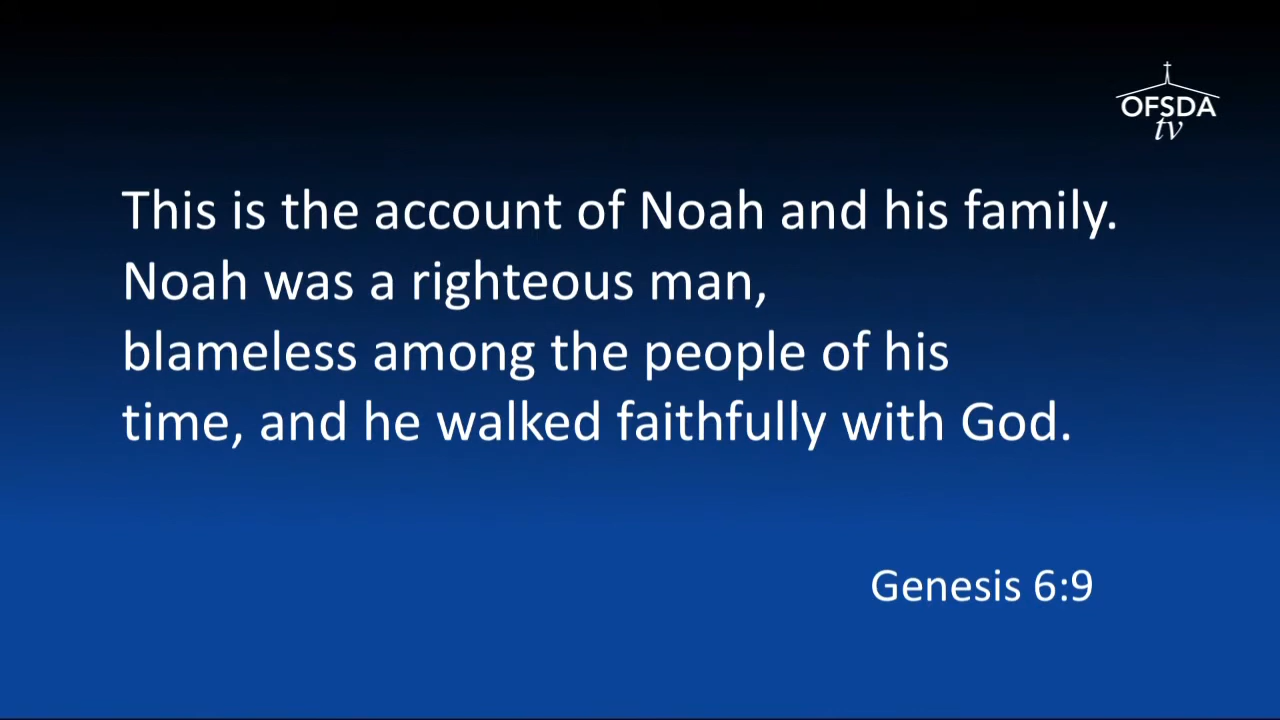 OFSDA
tv
This is the account of Noah and his family.
Noah was a righteous man,
blameless among the people of his
time, and he walked faithfully with God.
Genesis 6:9